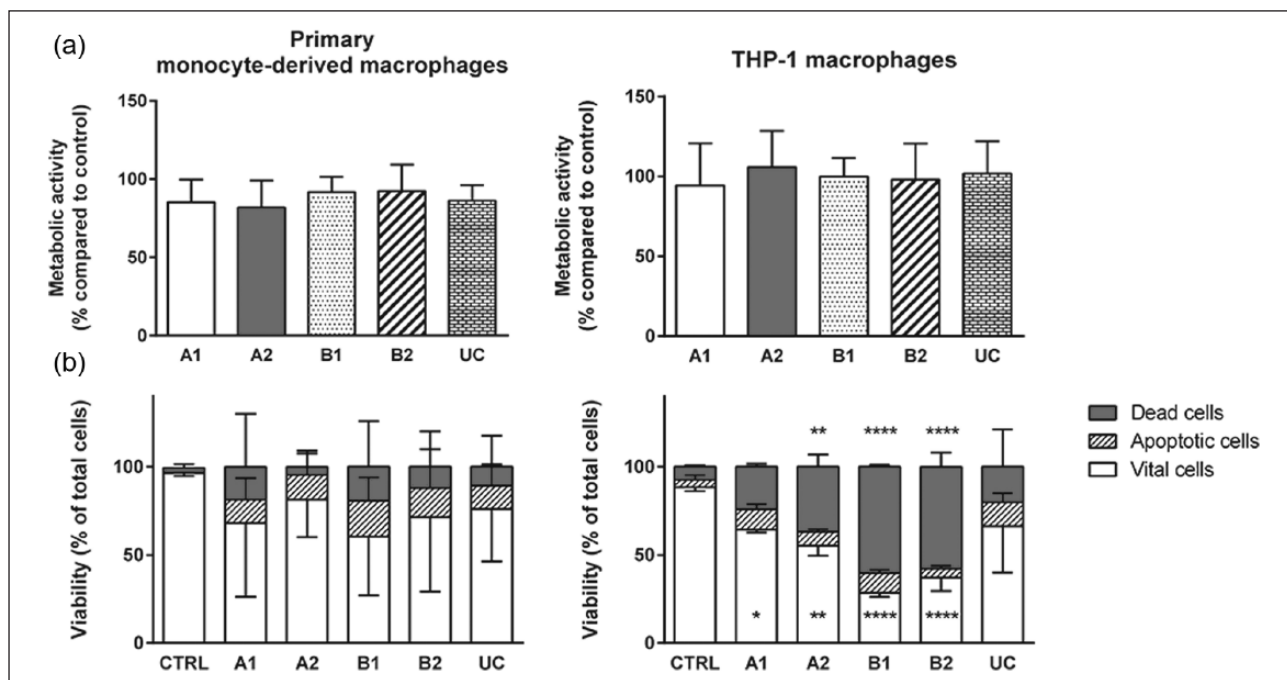 (a)
Primary
monocyte-derived macrophages
Metabolic activity
(% compared to control)
150
100
50
0
A1 A2 B1 B2 UC
THP-1 macrophages
Metabolic activity
(% compared to control)
150
100
50
0
A1 A2 B1 B2 UC
(b)
Viability (% of total cells)
100
50
0
CTRL A1 A2 B1 B2 UC
Viability (% of total cells)
100
50
0
** **** ****
* ** **** ****
CTRL A1 A2 B1 B2 UC
Dead cells
Apoptotic cells
Vital cells